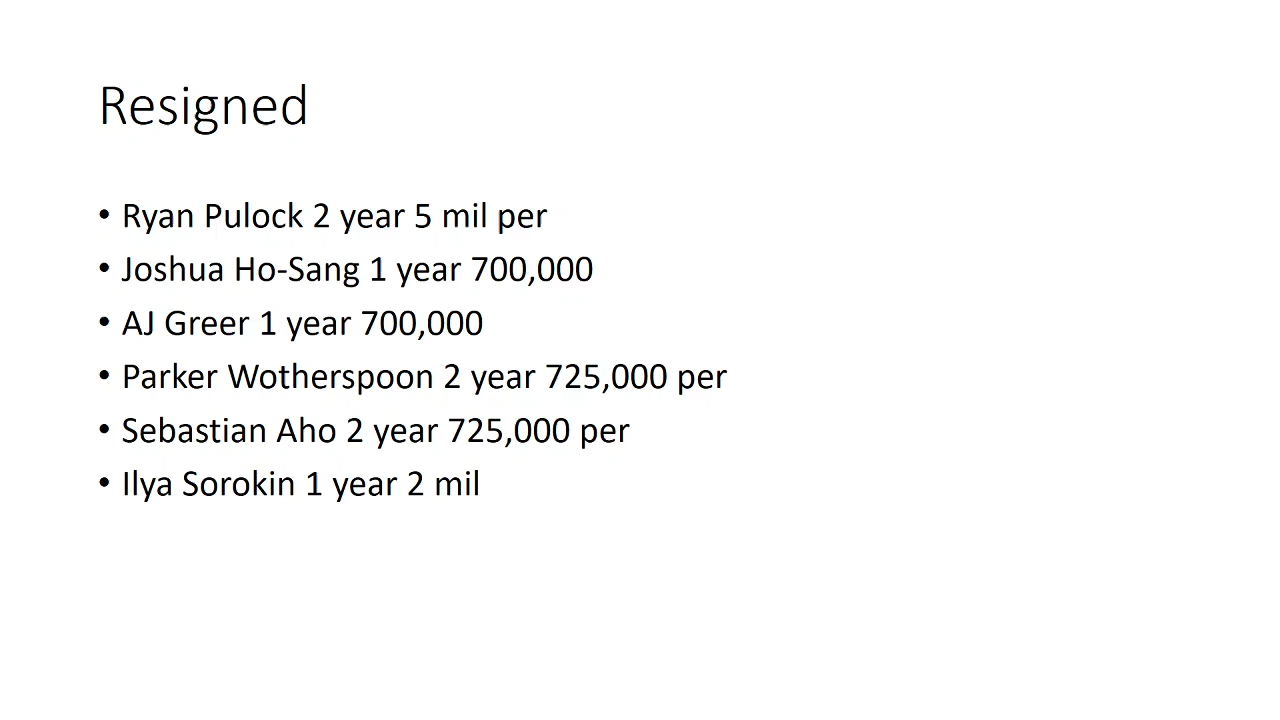 Resigned
• Ryan Pulock 2 year 5 mil per
• Joshua Ho-Sang 1 year 700,000
• AJ Greer 1 year 700,000
• Parker Wotherspoon 2 year 725,000 per
• Sebastian Aho 2 year 725,000 per
• Ilya Sorokin 1 year 2 mil